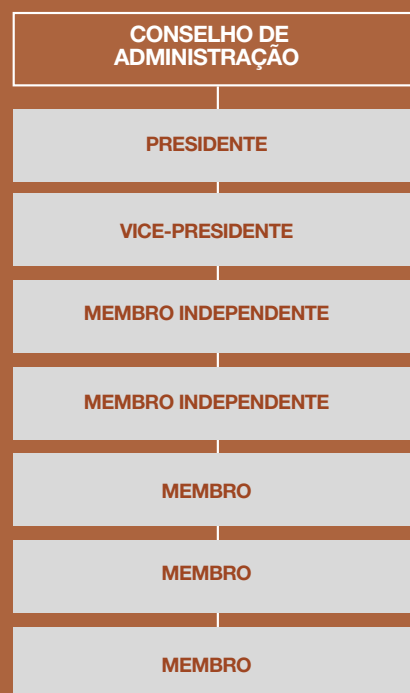 CONSELHO DE
ADMINISTRAÇÃO
PRESIDENTE
VICE-PRESIDENTE
MEMBRO INDEPENDENTE
MEMBRO INDEPENDENTE
MEMBRO
MEMBRO
MEMBRO